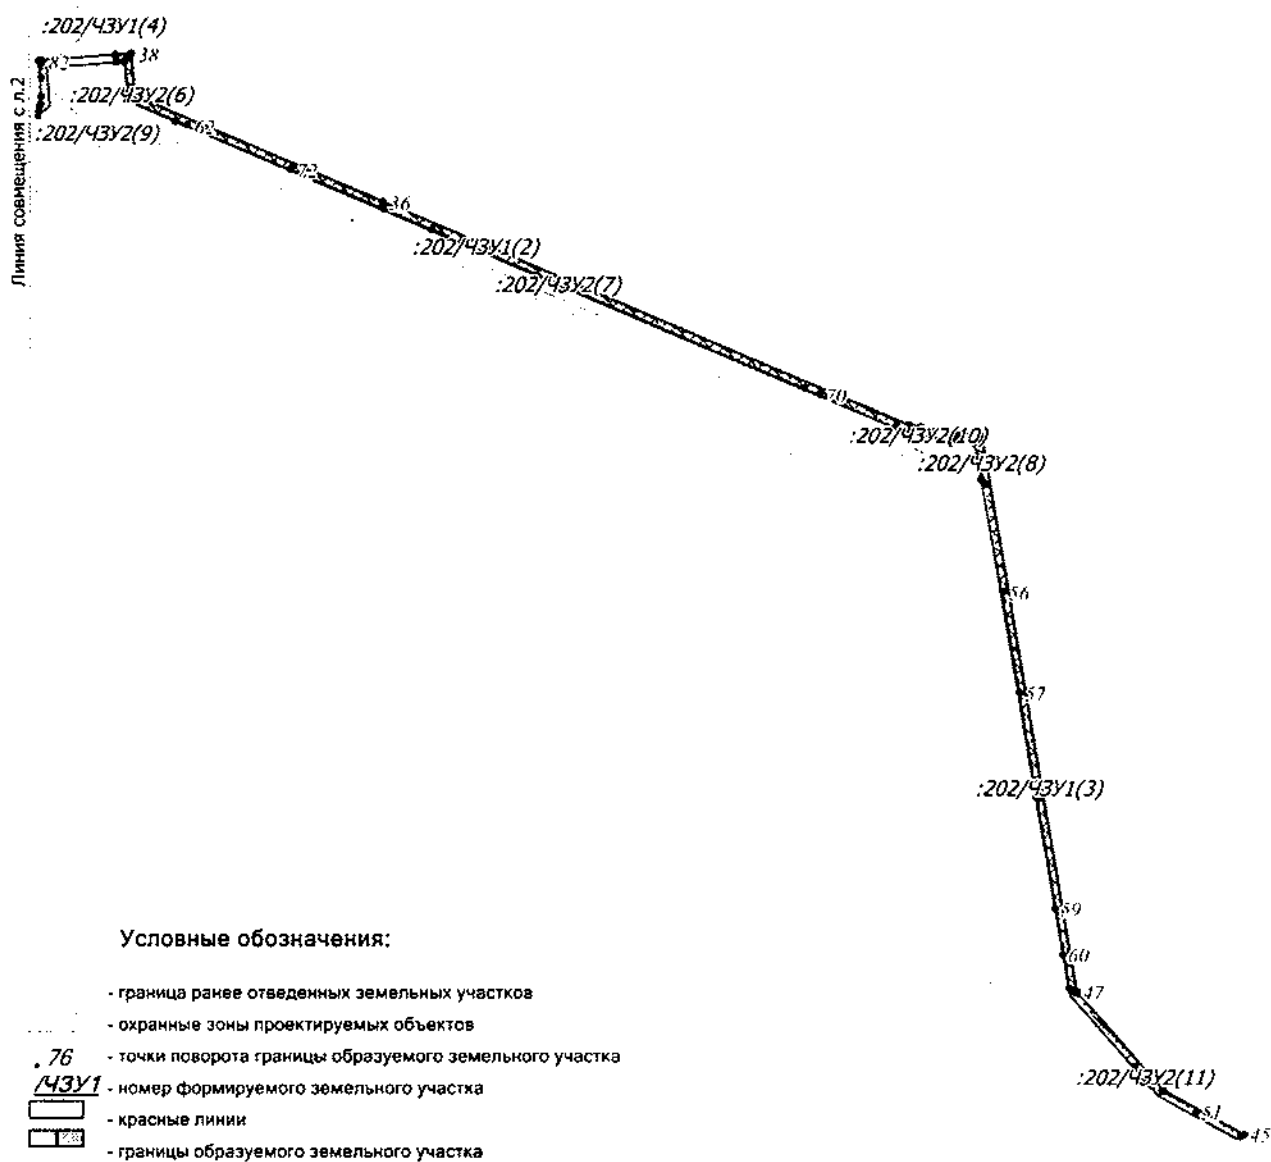 :202/ЧЗУ1(4)
38
82
Линия совмещения с л.2
:202/ЧЗУ2(6)
:202/ЧЗУ2(9)
62
72
36
:202/ЧЗУ1(2)
:202/ЧЗУ2(7)
70
:202/ЧЗУ2(10)
:202/ЧЗУ2(8)
56
57
:202/ЧЗУ1(3)
59
60
47
:202/ЧЗУ2(11)
51
45
Условные обозначения:
- граница ранее отведенных земельных участков
- охранные зоны проектируемых объектов
. 76 - точки поворота границы образуемого земельного участка
/ЧЗУ1 - номер формируемого земельного участка
- красные линии
- границы образуемого земельного участка